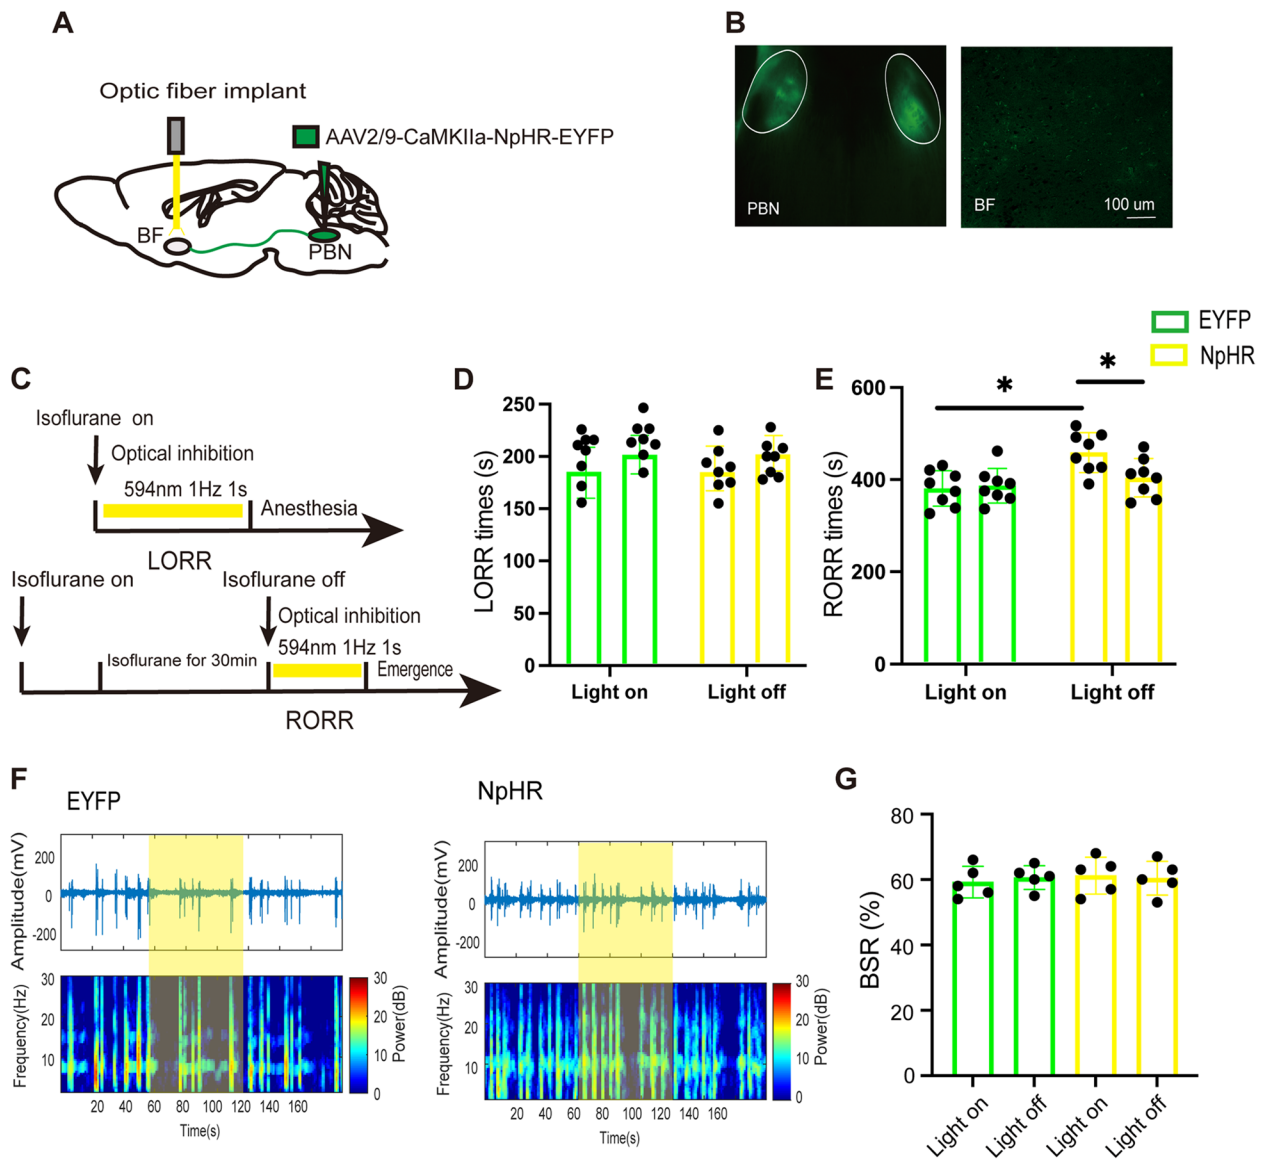 A
Optic fiber implant
AAV2/9-CaMKIIa-NpHR-EYFP
BF
PBN
B
PBN
BF
100 um
C
Isoflurane on
Optical inhibition
594nm 1Hz 1s
Anesthesia
LORR
Isoflurane on
Isoflurane off
Optical inhibition
594nm 1Hz 1s
Isoflurane for 30min
Emergence
RORR
D
LORR times (s)
250
200
150
100
50
0
Light on
Light off
E
EYFP
NpHR
*
*
RORR times (s)
600
400
200
0
Light on
Light off
F
EYFP
Amplitude(mV)
200
0
-200
Frequency(Hz)
30
20
10
30
20
10
0
Power(dB)
20 40 60 80 100 120 140 160
Time(s)
NpHR
Amplitude(mV)
200
0
-200
Frequency(Hz)
30
20
10
30
20
10
0
Power(dB)
20 40 60 80 100 120 140 160
Time(s)
G
BSR (%)
80
60
40
20
0
Light on
Light off
Light on
Light off